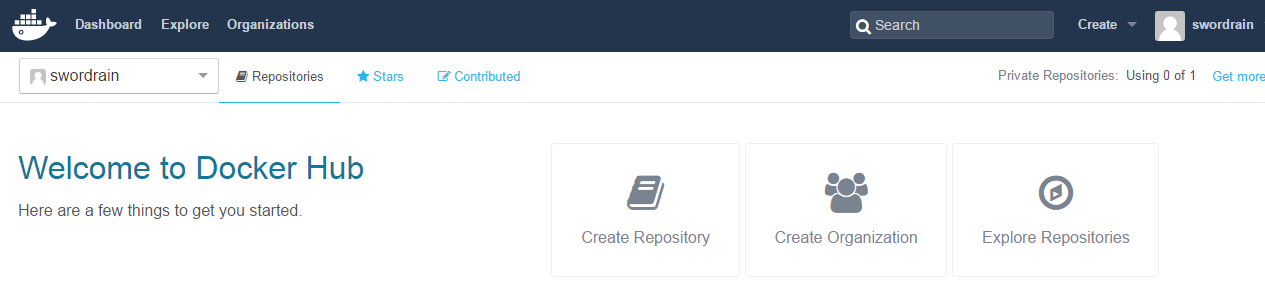 Dashboard Explore Organizations Search Create swordrain
swordrain Repositories Stars Contributed Private Repositories: Using 0 of 1 Get more
Welcome to Docker Hub
Here are a few things to get you started.
Create Repository Create Organization Explore Repositories